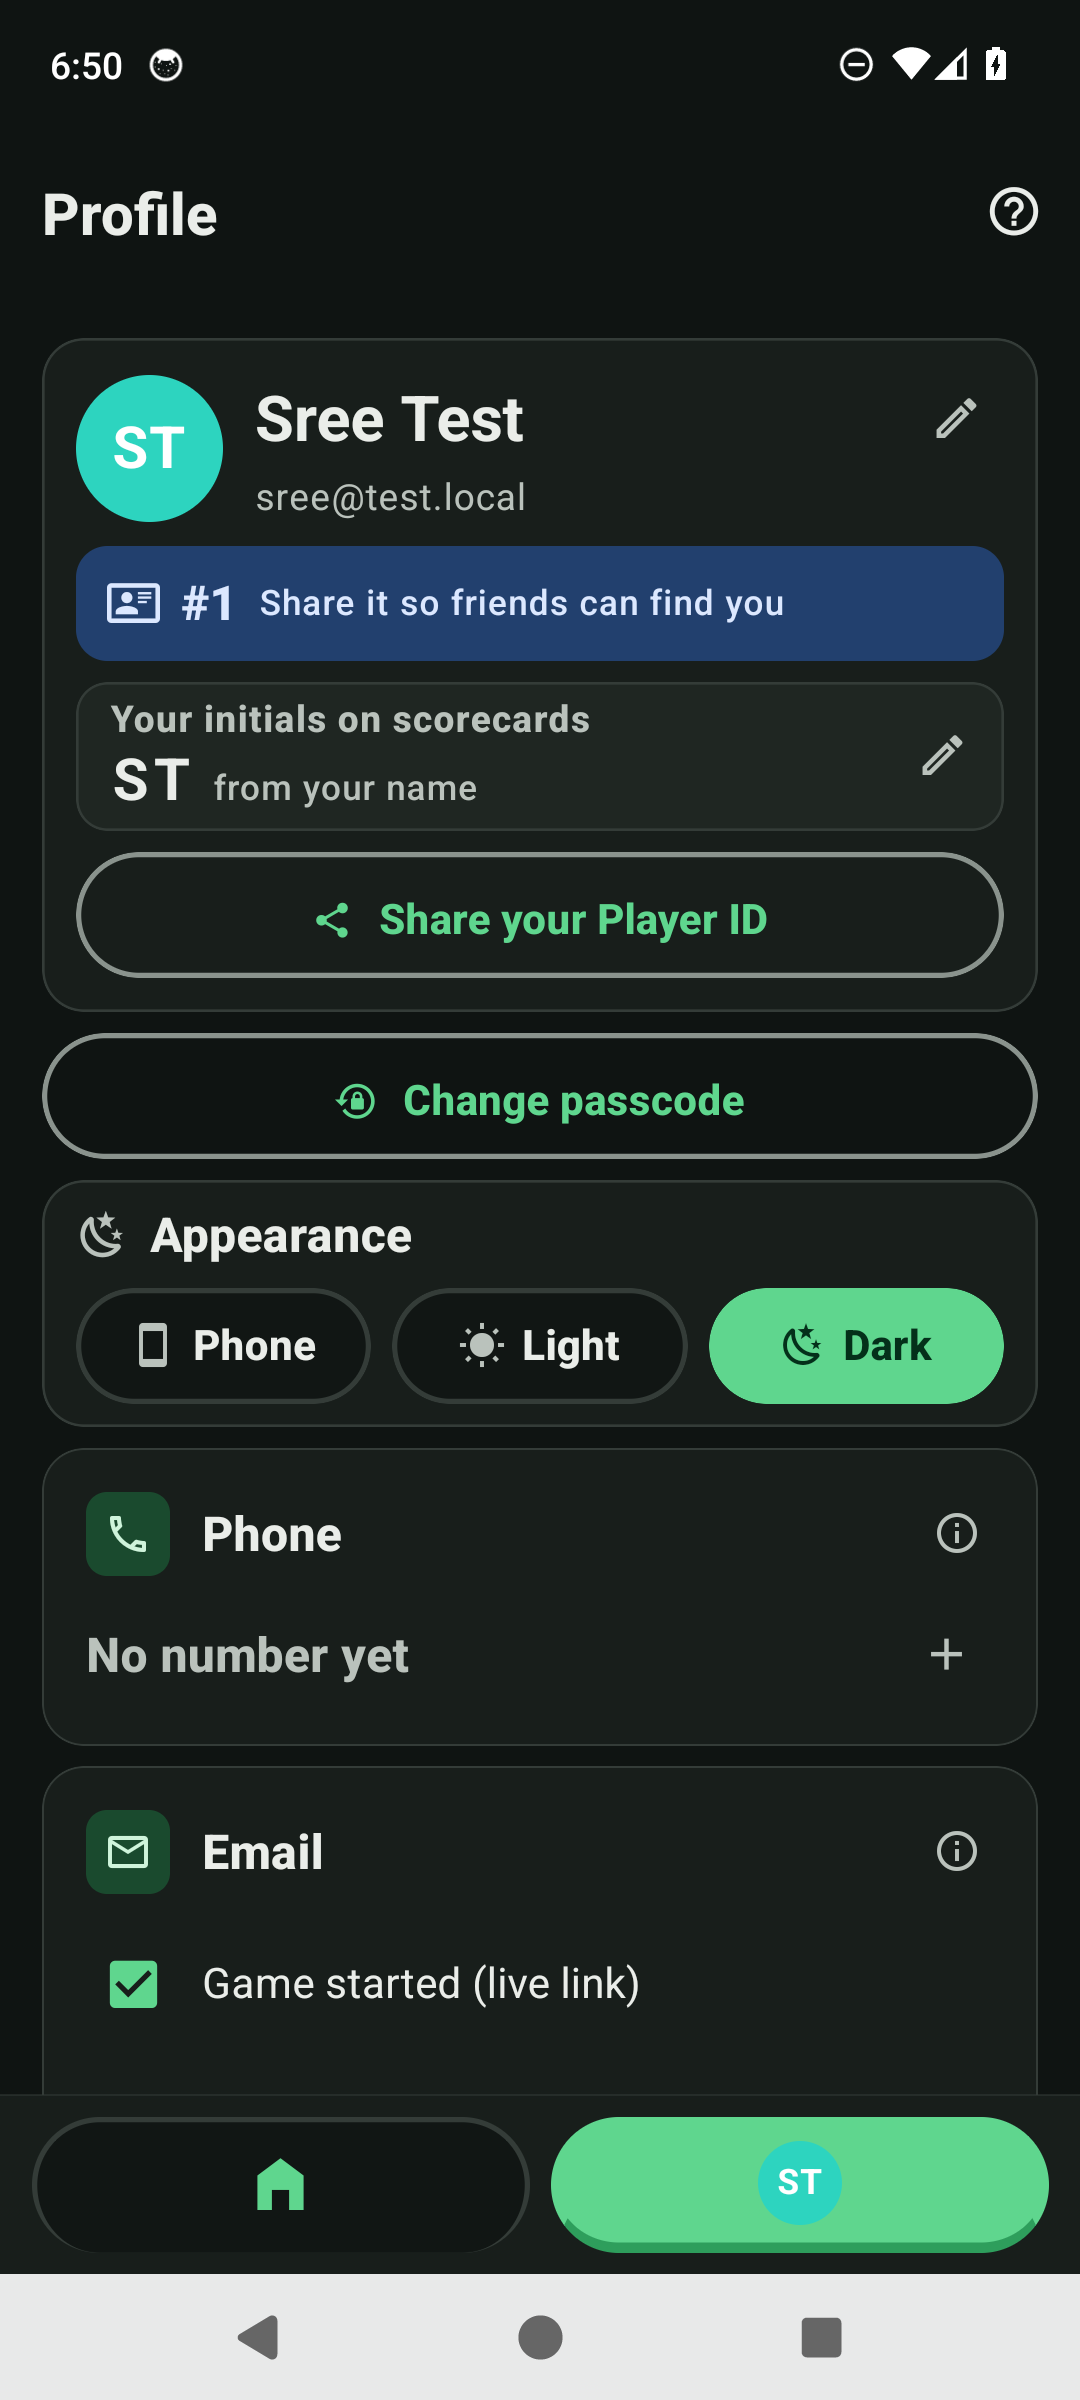 6:50
Profile
ST
Sree Test
sree@test.local
#1 Share it so friends can find you
Your initials on scorecards
ST from your name
Share your Player ID
Change passcode
Appearance
Phone
Light
Dark
Phone
No number yet
Email
Game started (live link)
ST